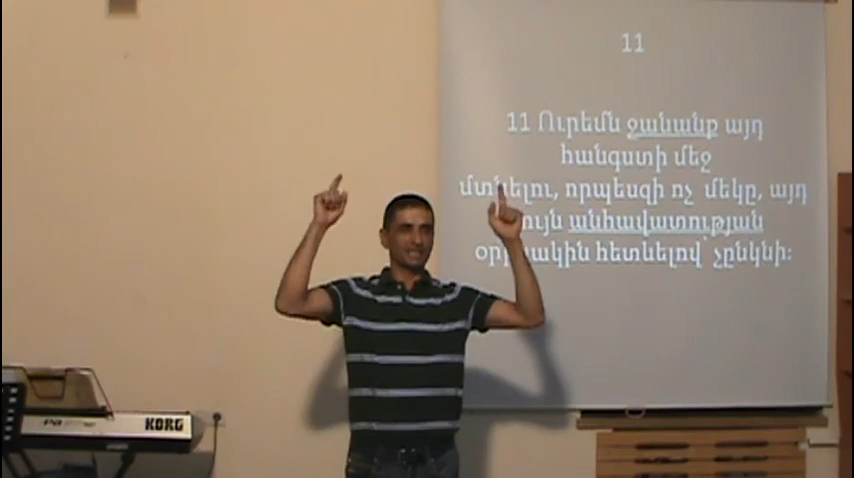 11
11 Ուրեմն ջանանք այդ
հանգստի մեջ
մտնելու, որպեսզի ոչ մեկը, այդ
անհավատության
հետևելով՝ չընկնի:
KORG